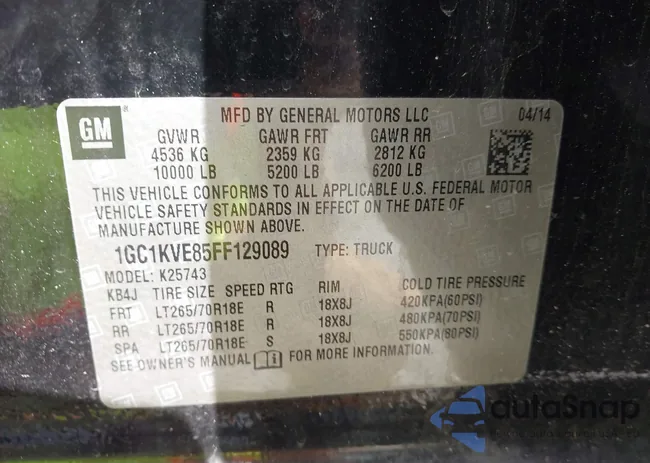 GM
MFD BY GENERAL MOTORS LLC 04/14
GVWR GAWR FRT GAWR RR
4536 KG 2359 KG 2812 KG
10000 LB 5200 LB 6200 LB
THIS VEHICLE CONFORMS TO ALL APPLICABLE U.S. FEDERAL MOTOR
VEHICLE SAFETY STANDARDS IN EFFECT ON THE DATE OF
MANUFACTURE SHOWN ABOVE.
1GC1KVE85FF129089 TYPE: TRUCK
MODEL: K25743
KB4J TIRE SIZE SPEED RTG RIM COLD TIRE PRESSURE
FRT LT265/70R18E R 18X8J 420KPA(60PSI)
RR LT265/70R18E R 18X8J 480KPA(70PSI)
SPA LT265/70R18E S 18X8J 550KPA(80PSI)
SEE OWNER'S MANUAL FOR MORE INFORMATION.
autoSnap